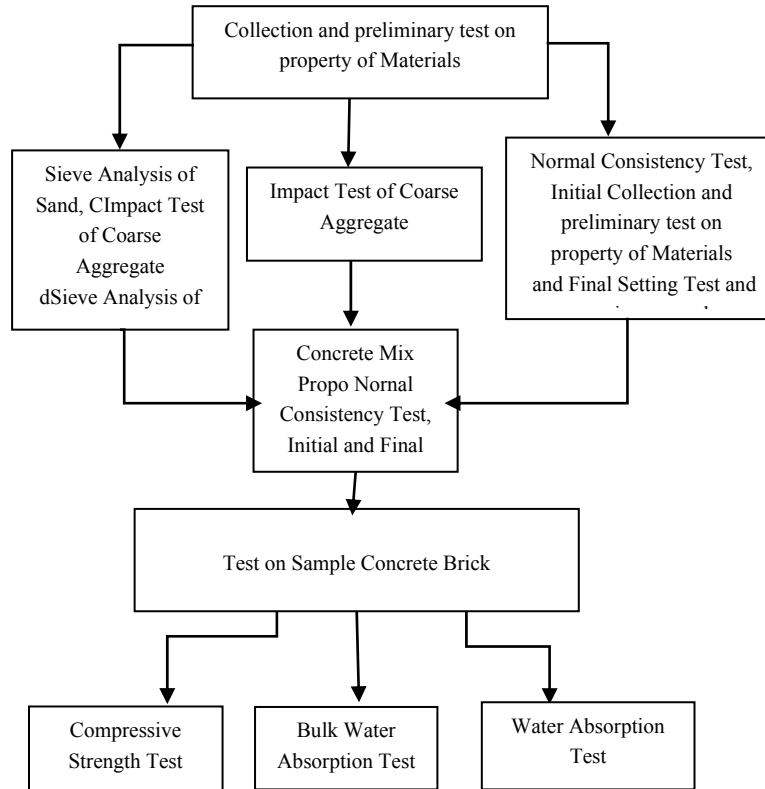 Collection and preliminary test on
property of Materials
Sieve Analysis of
Sand, CImpact Test
of Coarse
Aggregate
dSieve Analysis of
Impact Test of Coarse
Aggregate
Normal Consistency Test,
Initial Collection and
preliminary test on
property of Materials
and Final Setting Test and
Concrete Mix
Propo Nornal
Consistency Test,
Initial and Final
Test on Sample Concrete Brick
Compressive
Strength Test
Bulk Water
Absorption Test
Water Absorption
Test